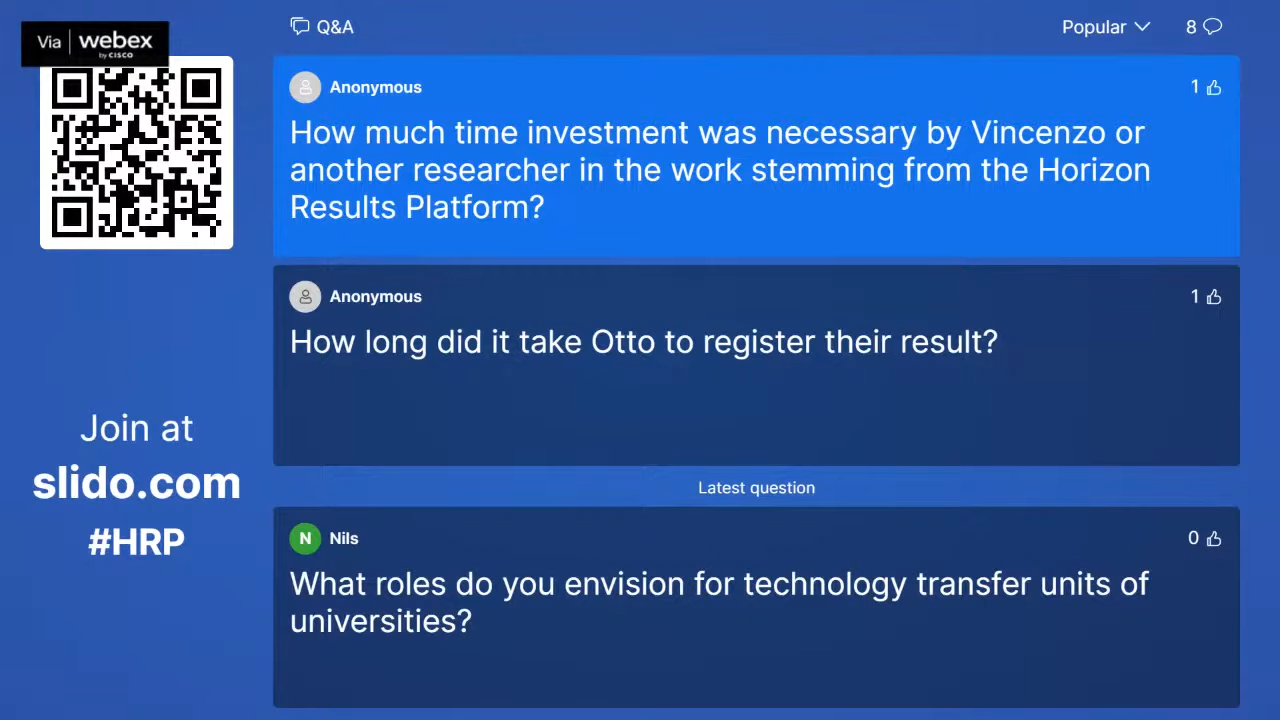 Via webex
by CISCO
Q&A
Popular
8
Anonymous
1
How much time investment was necessary by Vincenzo or
another researcher in the work stemming from the Horizon
Results Platform?
Anonymous
1
How long did it take Otto to register their result?
Join at
slido.com
#HRP
Latest question
N Nils
0
What roles do you envision for technology transfer units of
universities?